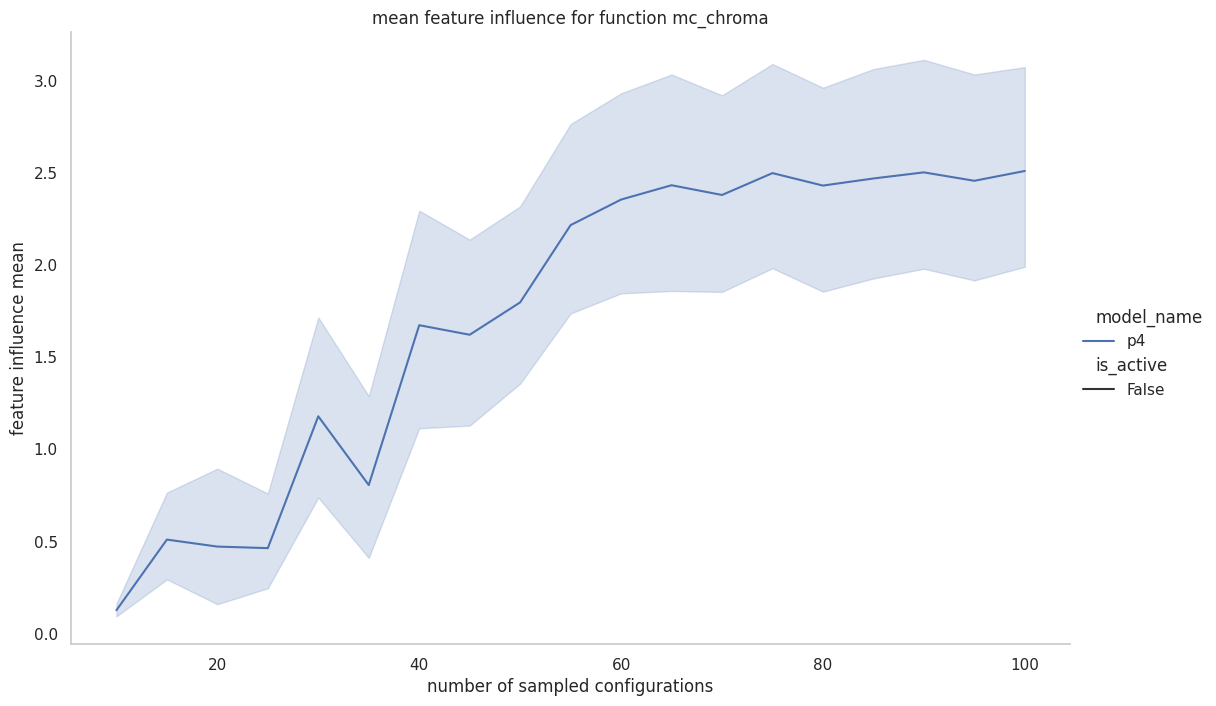 mean feature influence for function mc_chroma
3.0
2.5
2.0
1.5
1.0
0.5
0.0
feature influence mean
20 40 60 80 100
number of sampled configurations
model_name
p4
is_active
False